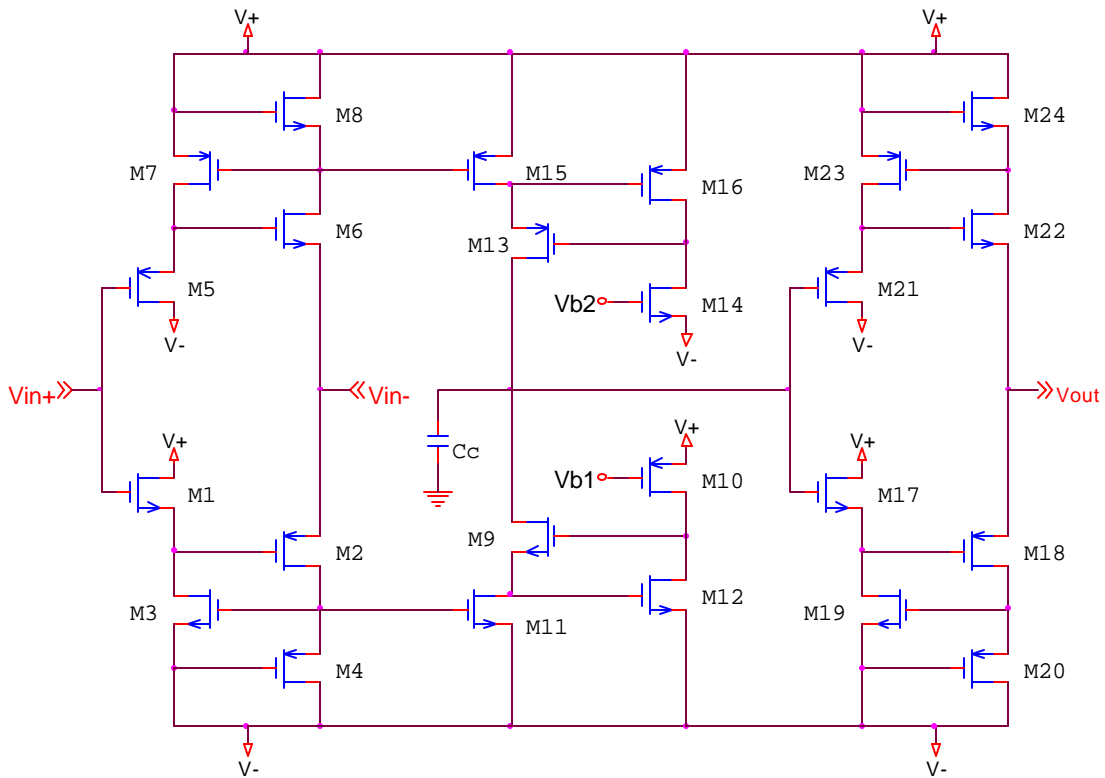 V+
V+
M8
M24
M7
M15
M16
M23
M6
M13
M22
M5
Vb2
M14
M21
V-
V-
V-
Vin+
Vin-
Vout
V+
V+
V+
Cc
Vb1
M10
M1
M17
M9
M2
M18
M3
M11
M12
M19
M4
M20
V-
V-